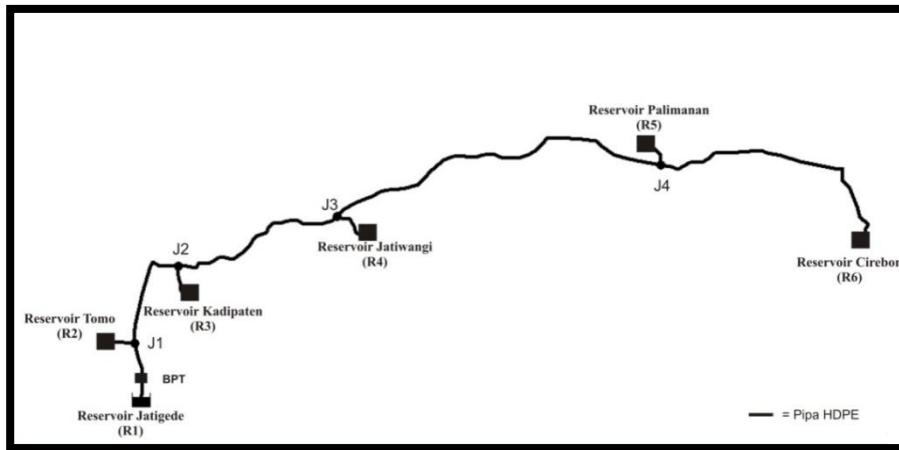 Reservoir Palimanan
(R5)
J4
J3
Reservoir Jatiwangi
(R4)
Reservoir Cirebon
(R6)
J2
Reservoir Kadipaten
(R3)
Reservoir Tomo
(R2)
J1
BPT
Reservoir Jatigede
(R1)
= Pipa HDPE